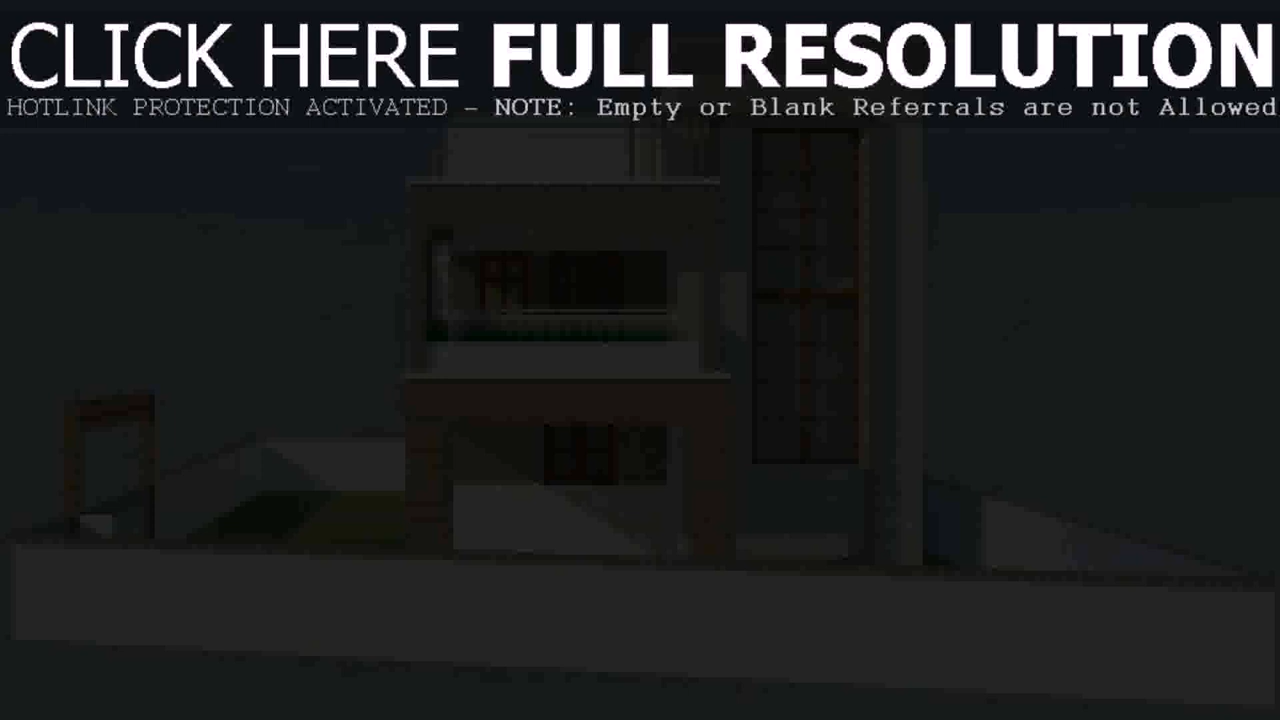 CLICK HERE FULL RESOLUTION
HOTLINK PROTECTION ACTIVATED – NOTE: Empty or Blank Referrals are not Allowed